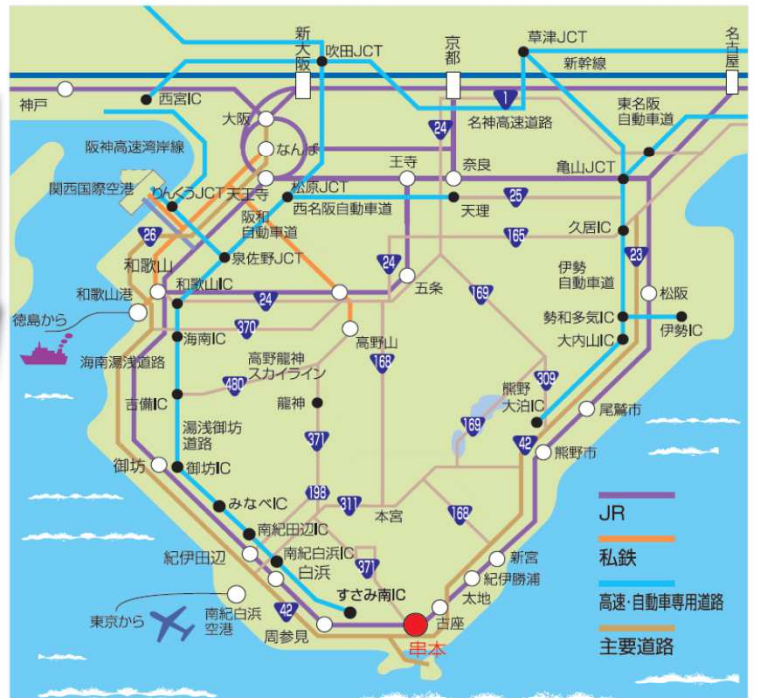 新大阪
京都
名古屋
草津JCT
吹田JCT
新幹線
神戸
西宮IC
1
名神高速道路
東名阪
自動車道
大阪
24
阪神高速湾岸線
なんば
王寺
奈良
亀山JCT
関西国際空港
りんくうJCT
天王寺
松原JCT
西名阪自動車道
天理
25
阪和
自動車道
165
久居IC
26
泉佐野JCT
24
伊勢
自動車道
23
和歌山
和歌山IC
24
五条
169
松阪
和歌山港
徳島から
370
高野山
168
勢和多気IC
伊勢IC
海南IC
大内山IC
海南湯浅道路
高野龍神
スカイライン
480
309
吉備IC
龍神
熊野
大泊IC
尾鷲市
湯浅御坊
道路
371
169
42
熊野市
御坊
御坊IC
198
みなべIC
311
本宮
168
JR
南紀田辺IC
紀伊田辺
南紀白浜IC
新宮
私鉄
白浜
371
紀伊勝浦
すさみ南IC
太地
高速・自動車専用道路
東京から
南紀白浜
空港
42
古座
周参見
串本
主要道路